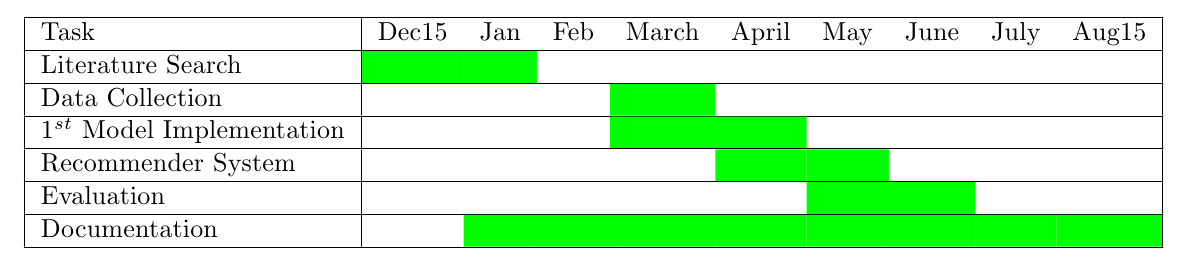 Task Dec15 Jan Feb March April May June July Aug15
Literature Search
Data Collection
1st Model Implementation
Recommender System
Evaluation
Documentation